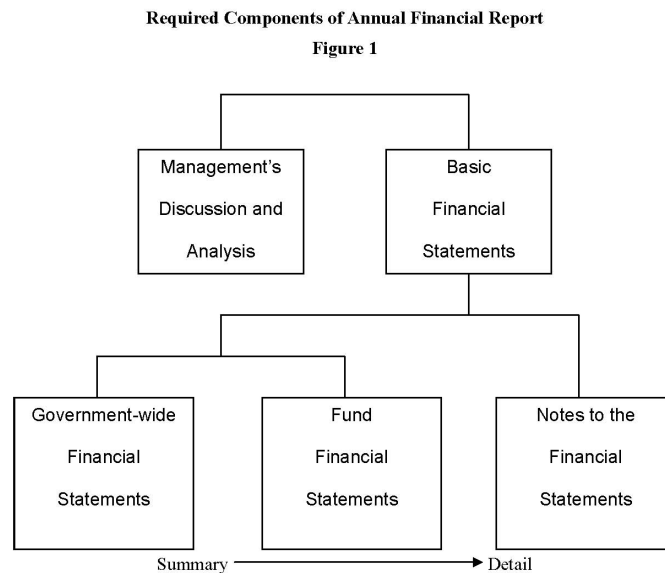 Required Components of Annual Financial Report
Figure 1
Management’s
Discussion and
Analysis
Basic
Financial
Statements
Government-wide
Financial
Statements
Fund
Financial
Statements
Notes to the
Financial
Statements
Summary
Detail